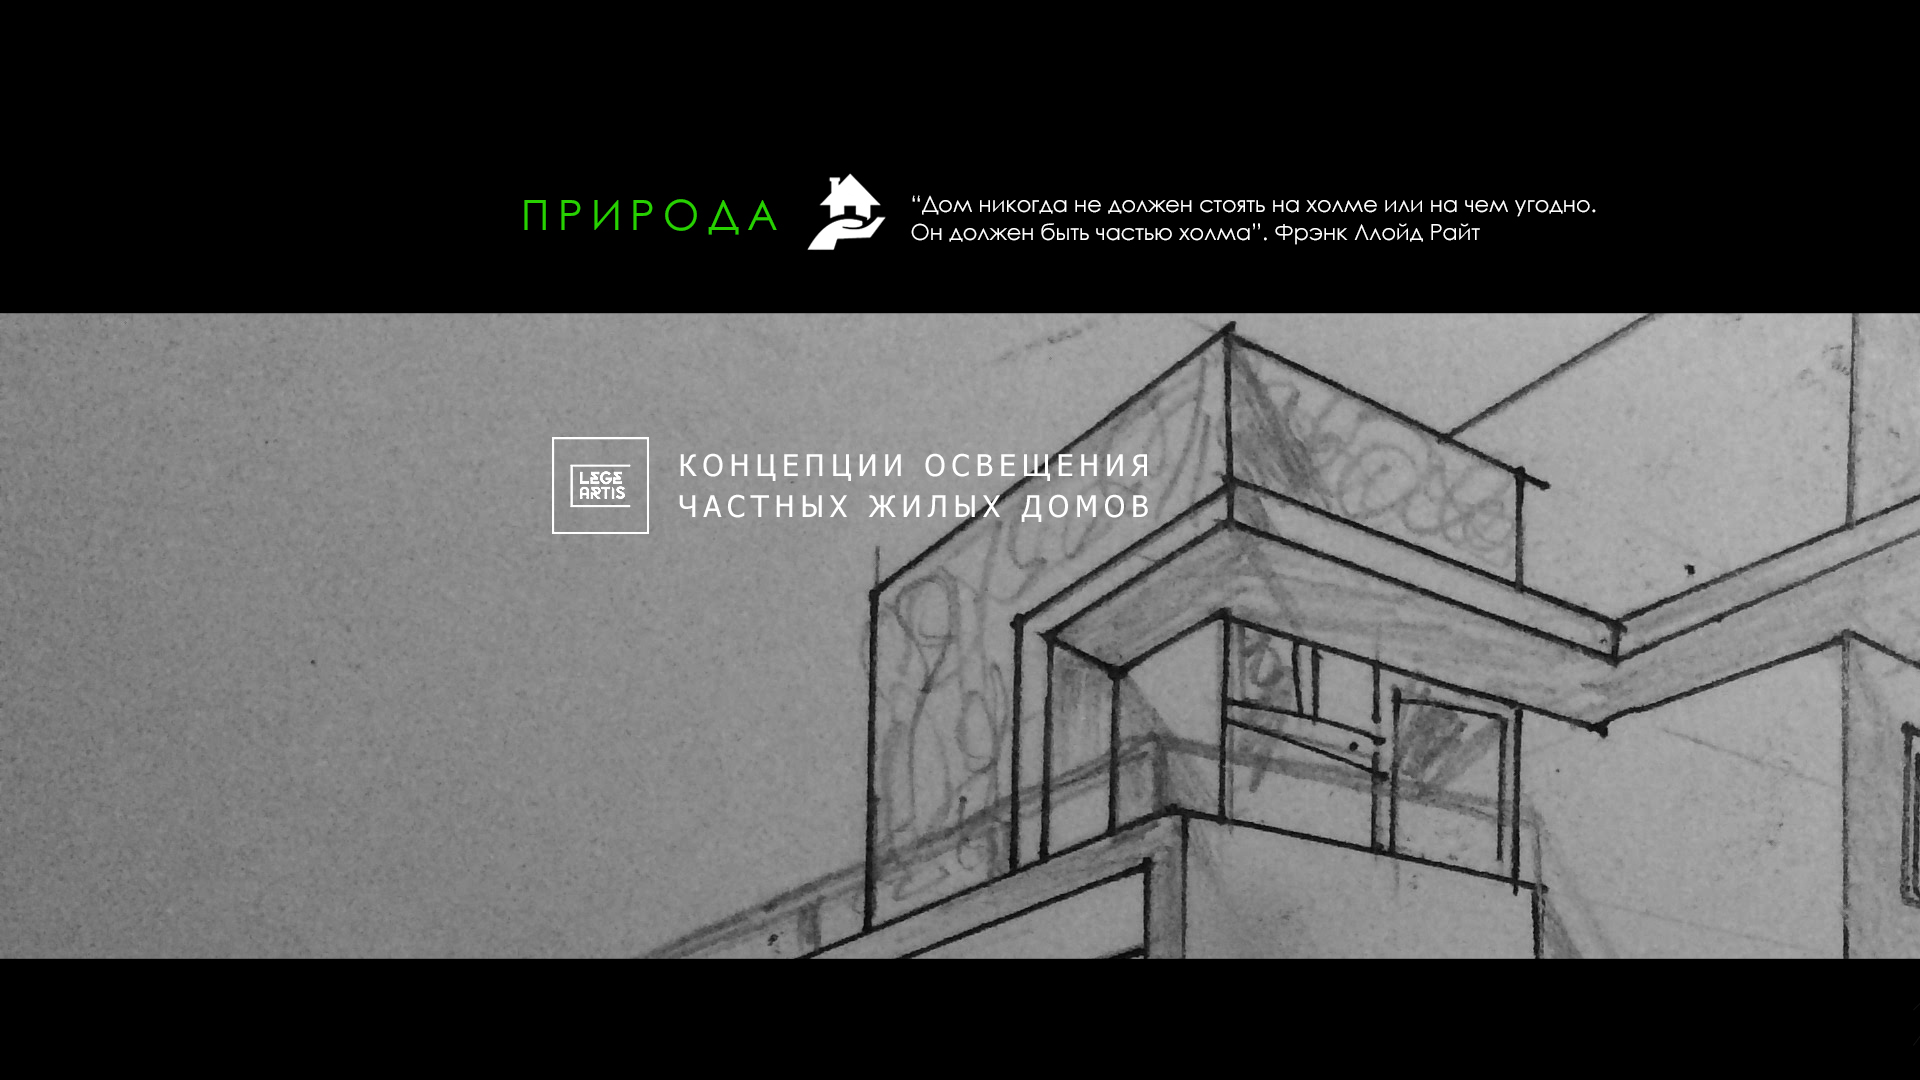 ПРИРОДА
“Дом никогда не должен стоять на холме или на чем угодно.
Он должен быть частью холма”. Фрэнк Ллойд Райт
LEGE
ARTIS
КОНЦЕПЦИИ ОСВЕЩЕНИЯ
ЧАСТНЫХ ЖИЛЫХ ДОМОВ